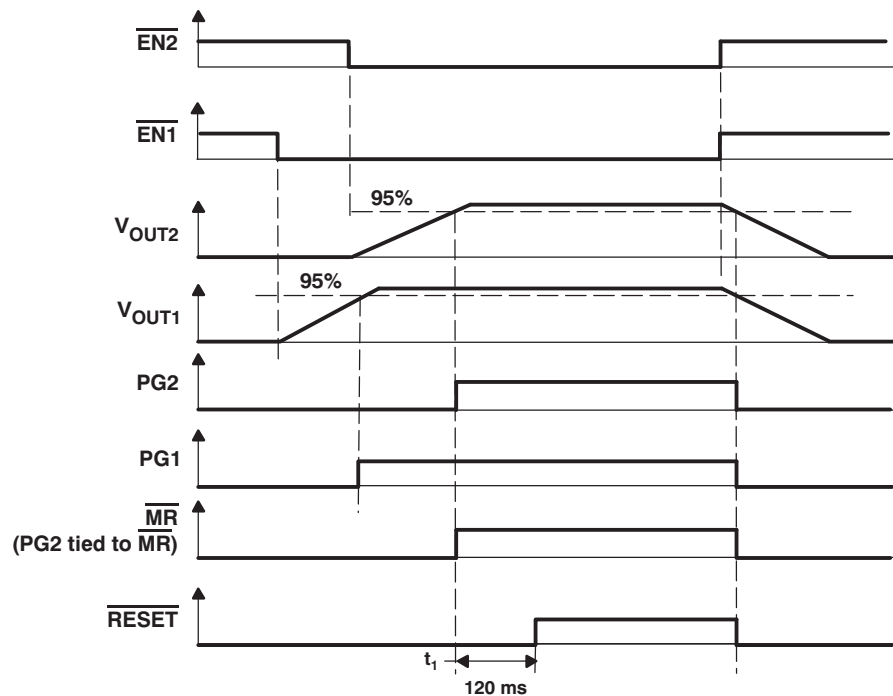 EN2
EN1
95%
VOUT2
95%
VOUT1
PG2
PG1
MR
(PG2 tied to MR)
RESET
t1
120 ms